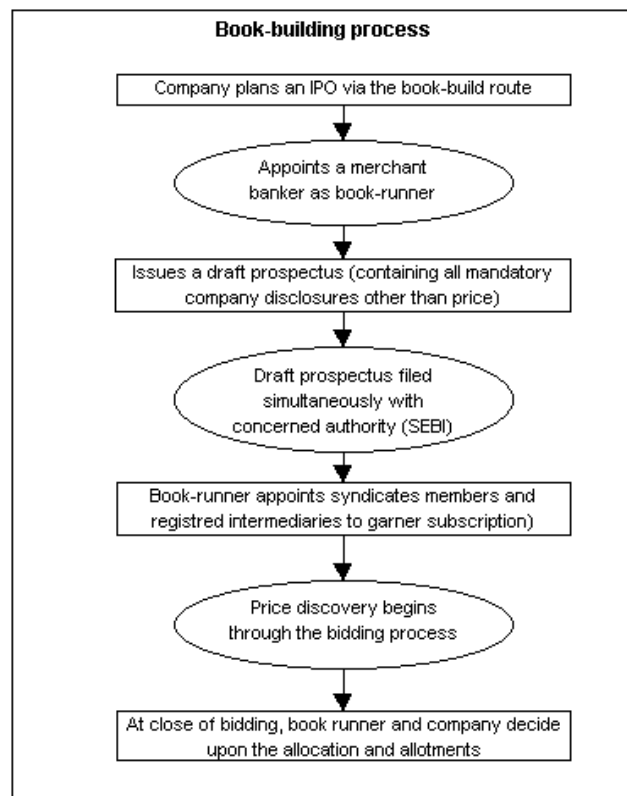 Book-building process
Company plans an IPO via the book-build route
Appoints a merchant
banker as book-runner
Issues a draft prospectus (containing all mandatory
company disclosures other than price)
Draft prospectus filed
simultaneously with
concerned authority (SEBI)
Book-runner appoints syndicates members and
registred intermediaries to garner subscription)
Price discovery begins
through the bidding process
At close of bidding, book runner and company decide
upon the allocation and allotments